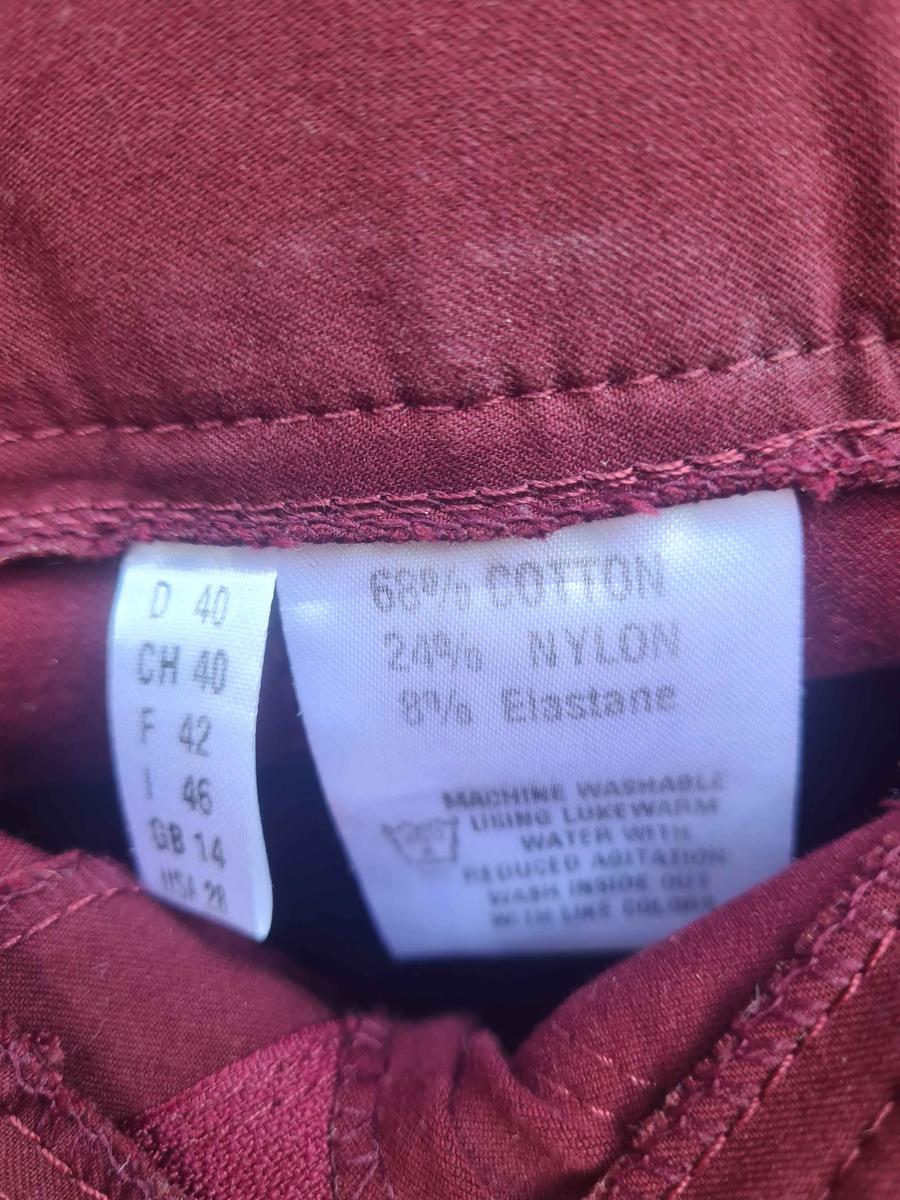 D 40
CH 40
F 42
I 46
GB 14
USA 28
68% COTTON
24% NYLON
8% Elastane
MACHINE WASHABLE
USING LUKEWARM
WATER WITH
REDUCED AGITATION
WASH INSIDE OUT
WITH LIKE COLORS